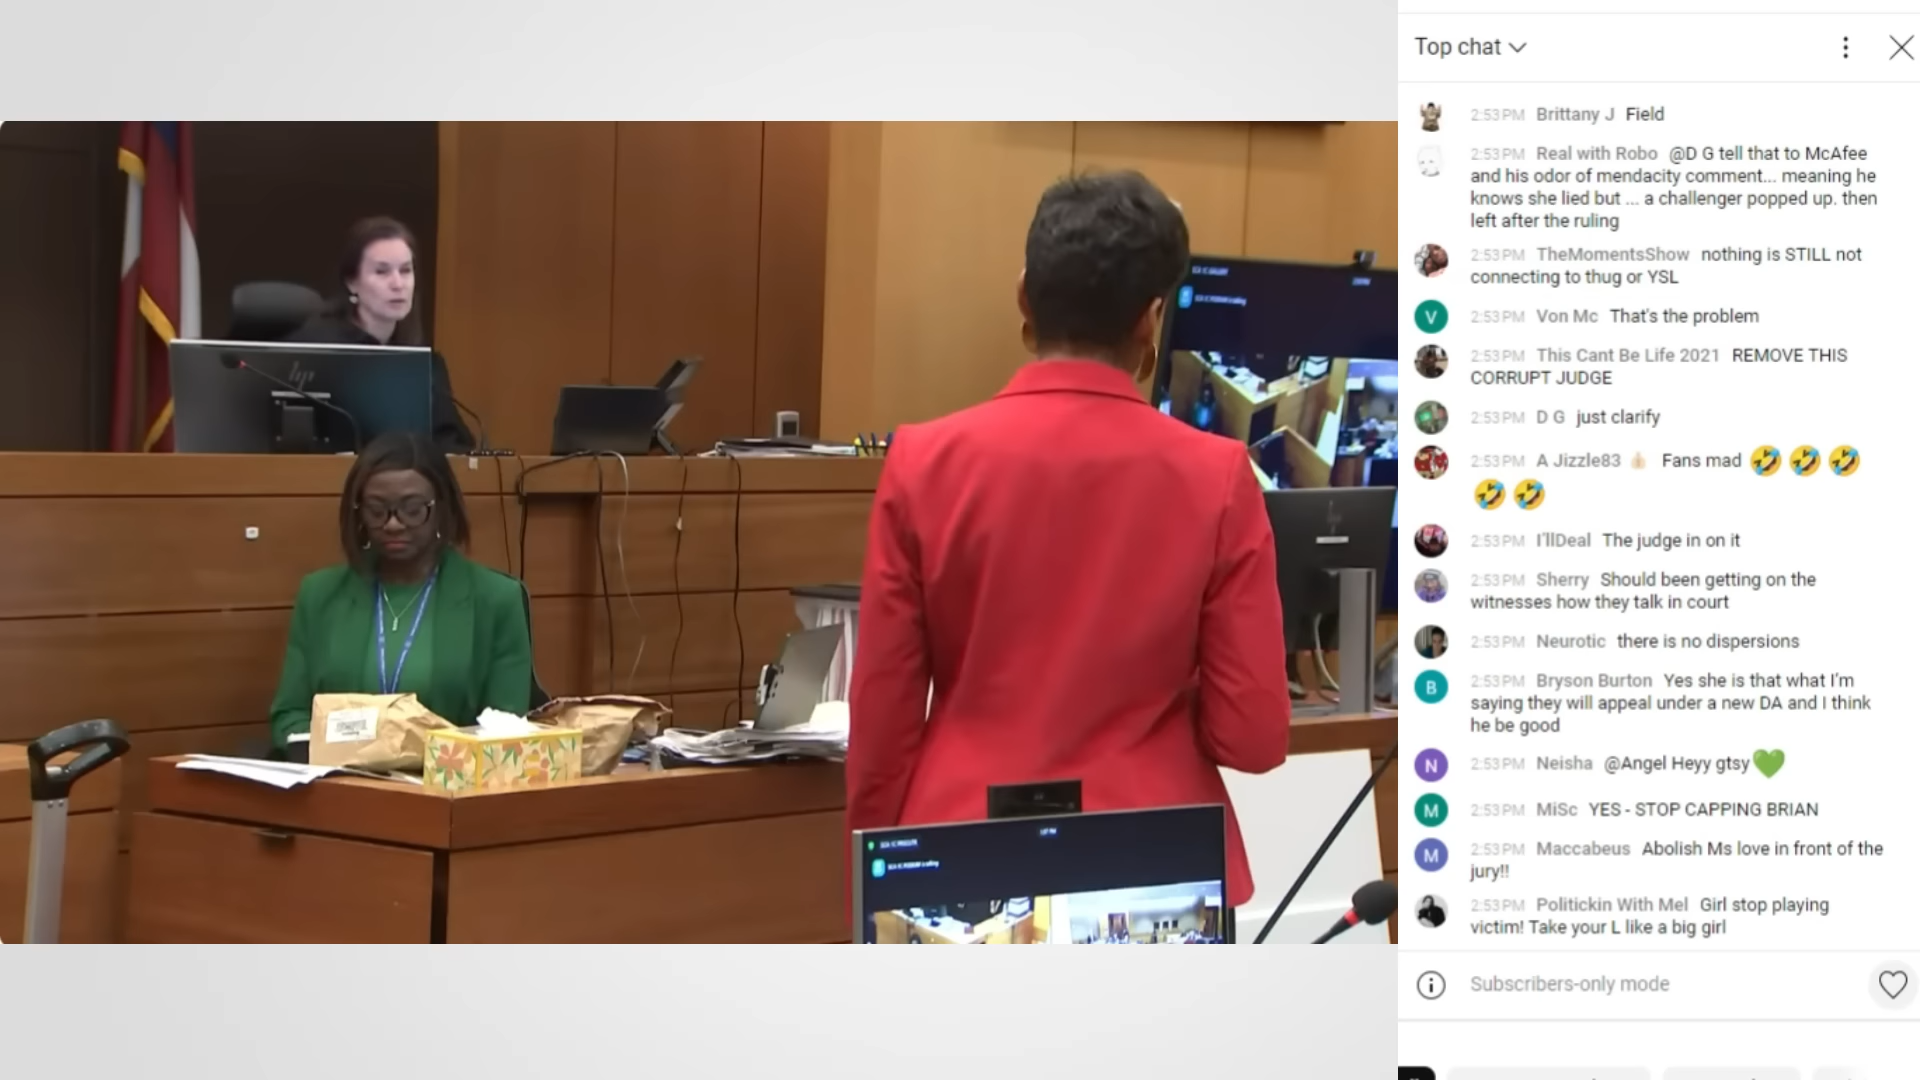 Top chat
2:53 PM Brittany J Field
2:53 PM Real with Robo @D G tell that to McAfee
and his odor of mendacity comment... meaning he
knows she lied but ... a challenger popped up. then
left after the ruling
2:53 PM TheMomentsShow nothing is STILL not
connecting to thug or YSL
V 2:53 PM Von Mc That's the problem
2:53 PM This Cant Be Life 2021 REMOVE THIS
CORRUPT JUDGE
2:53 PM D G just clarify
2:53 PM A Jizzle83 👍🏻 Fans mad 🤣 🤣 🤣
🤣 🤣
2:53 PM I'llDeal The judge in on it
2:53 PM Sherry Should been getting on the
witnesses how they talk in court
2:53 PM Neurotic there is no dispersions
B 2:53 PM Bryson Burton Yes she is that what I'm
saying they will appeal under a new DA and I think
he be good
N 2:53 PM Neisha @Angel Heyy gtsy 💚
M 2:53 PM MiSc YES - STOP CAPPING BRIAN
M 2:53 PM Maccabeus Abolish Ms love in front of the
jury!!
2:53 PM Politickin With Mel Girl stop playing
victim! Take your L like a big girl
Subscribers-only mode
hp